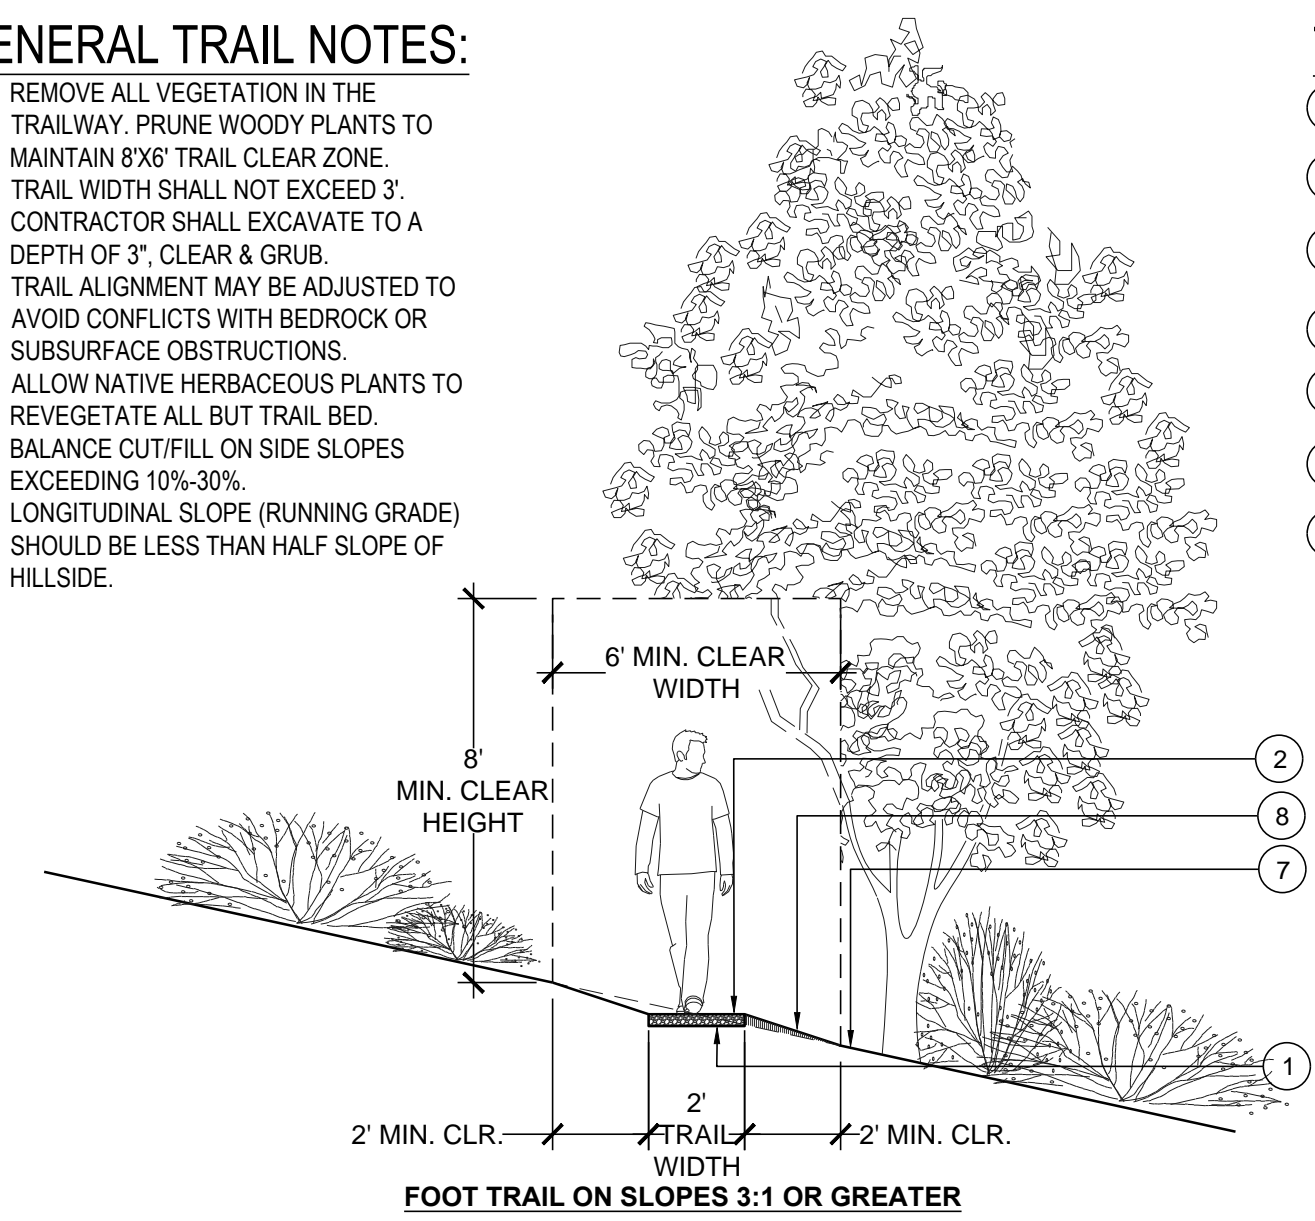 ENERAL TRAIL NOTES:
REMOVE ALL VEGETATION IN THE
TRAILWAY. PRUNE WOODY PLANTS TO
MAINTAIN 8'X6' TRAIL CLEAR ZONE.
TRAIL WIDTH SHALL NOT EXCEED 3'.
CONTRACTOR SHALL EXCAVATE TO A
DEPTH OF 3", CLEAR & GRUB.
TRAIL ALIGNMENT MAY BE ADJUSTED TO
AVOID CONFLICTS WITH BEDROCK OR
SUBSURFACE OBSTRUCTIONS.
ALLOW NATIVE HERBACEOUS PLANTS TO
REVEGETATE ALL BUT TRAIL BED.
BALANCE CUT/FILL ON SIDE SLOPES
EXCEEDING 10%-30%.
LONGITUDINAL SLOPE (RUNNING GRADE)
SHOULD BE LESS THAN HALF SLOPE OF
HILLSIDE.
6' MIN. CLEAR
WIDTH
8'
MIN. CLEAR
HEIGHT
2
8
7
1
2' MIN. CLR.
2'
TRAIL
WIDTH
2' MIN. CLR.
FOOT TRAIL ON SLOPES 3:1 OR GREATER